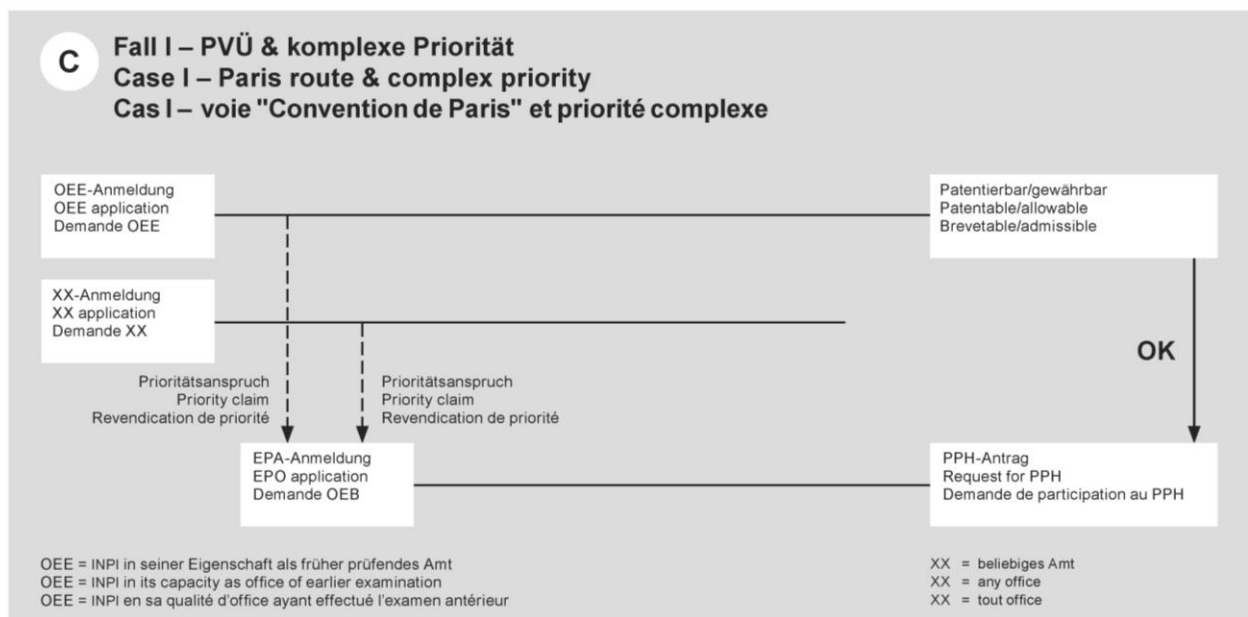 C
Fall I – PVÜ & komplexe Priorität
Case I – Paris route & complex priority
Cas I – voie "Convention de Paris" et priorité complexe
OEE-Anmeldung
OEE application
Demande OEE
Patentierbar/gewährbar
Patentable/allowable
Brevetable/admissible
XX-Anmeldung
XX application
Demande XX
OK
Prioritätsanspruch
Priority claim
Revendication de priorité
Prioritätsanspruch
Priority claim
Revendication de priorité
EPA-Anmeldung
EPO application
Demande OEB
PPH-Antrag
Request for PPH
Demande de participation au PPH
OEE = INPI in seiner Eigenschaft als früher prüfendes Amt
OEE = INPI in its capacity as office of earlier examination
OEE = INPI en sa qualité d'office ayant effectué l'examen antérieur
XX = beliebiges Amt
XX = any office
XX = tout office